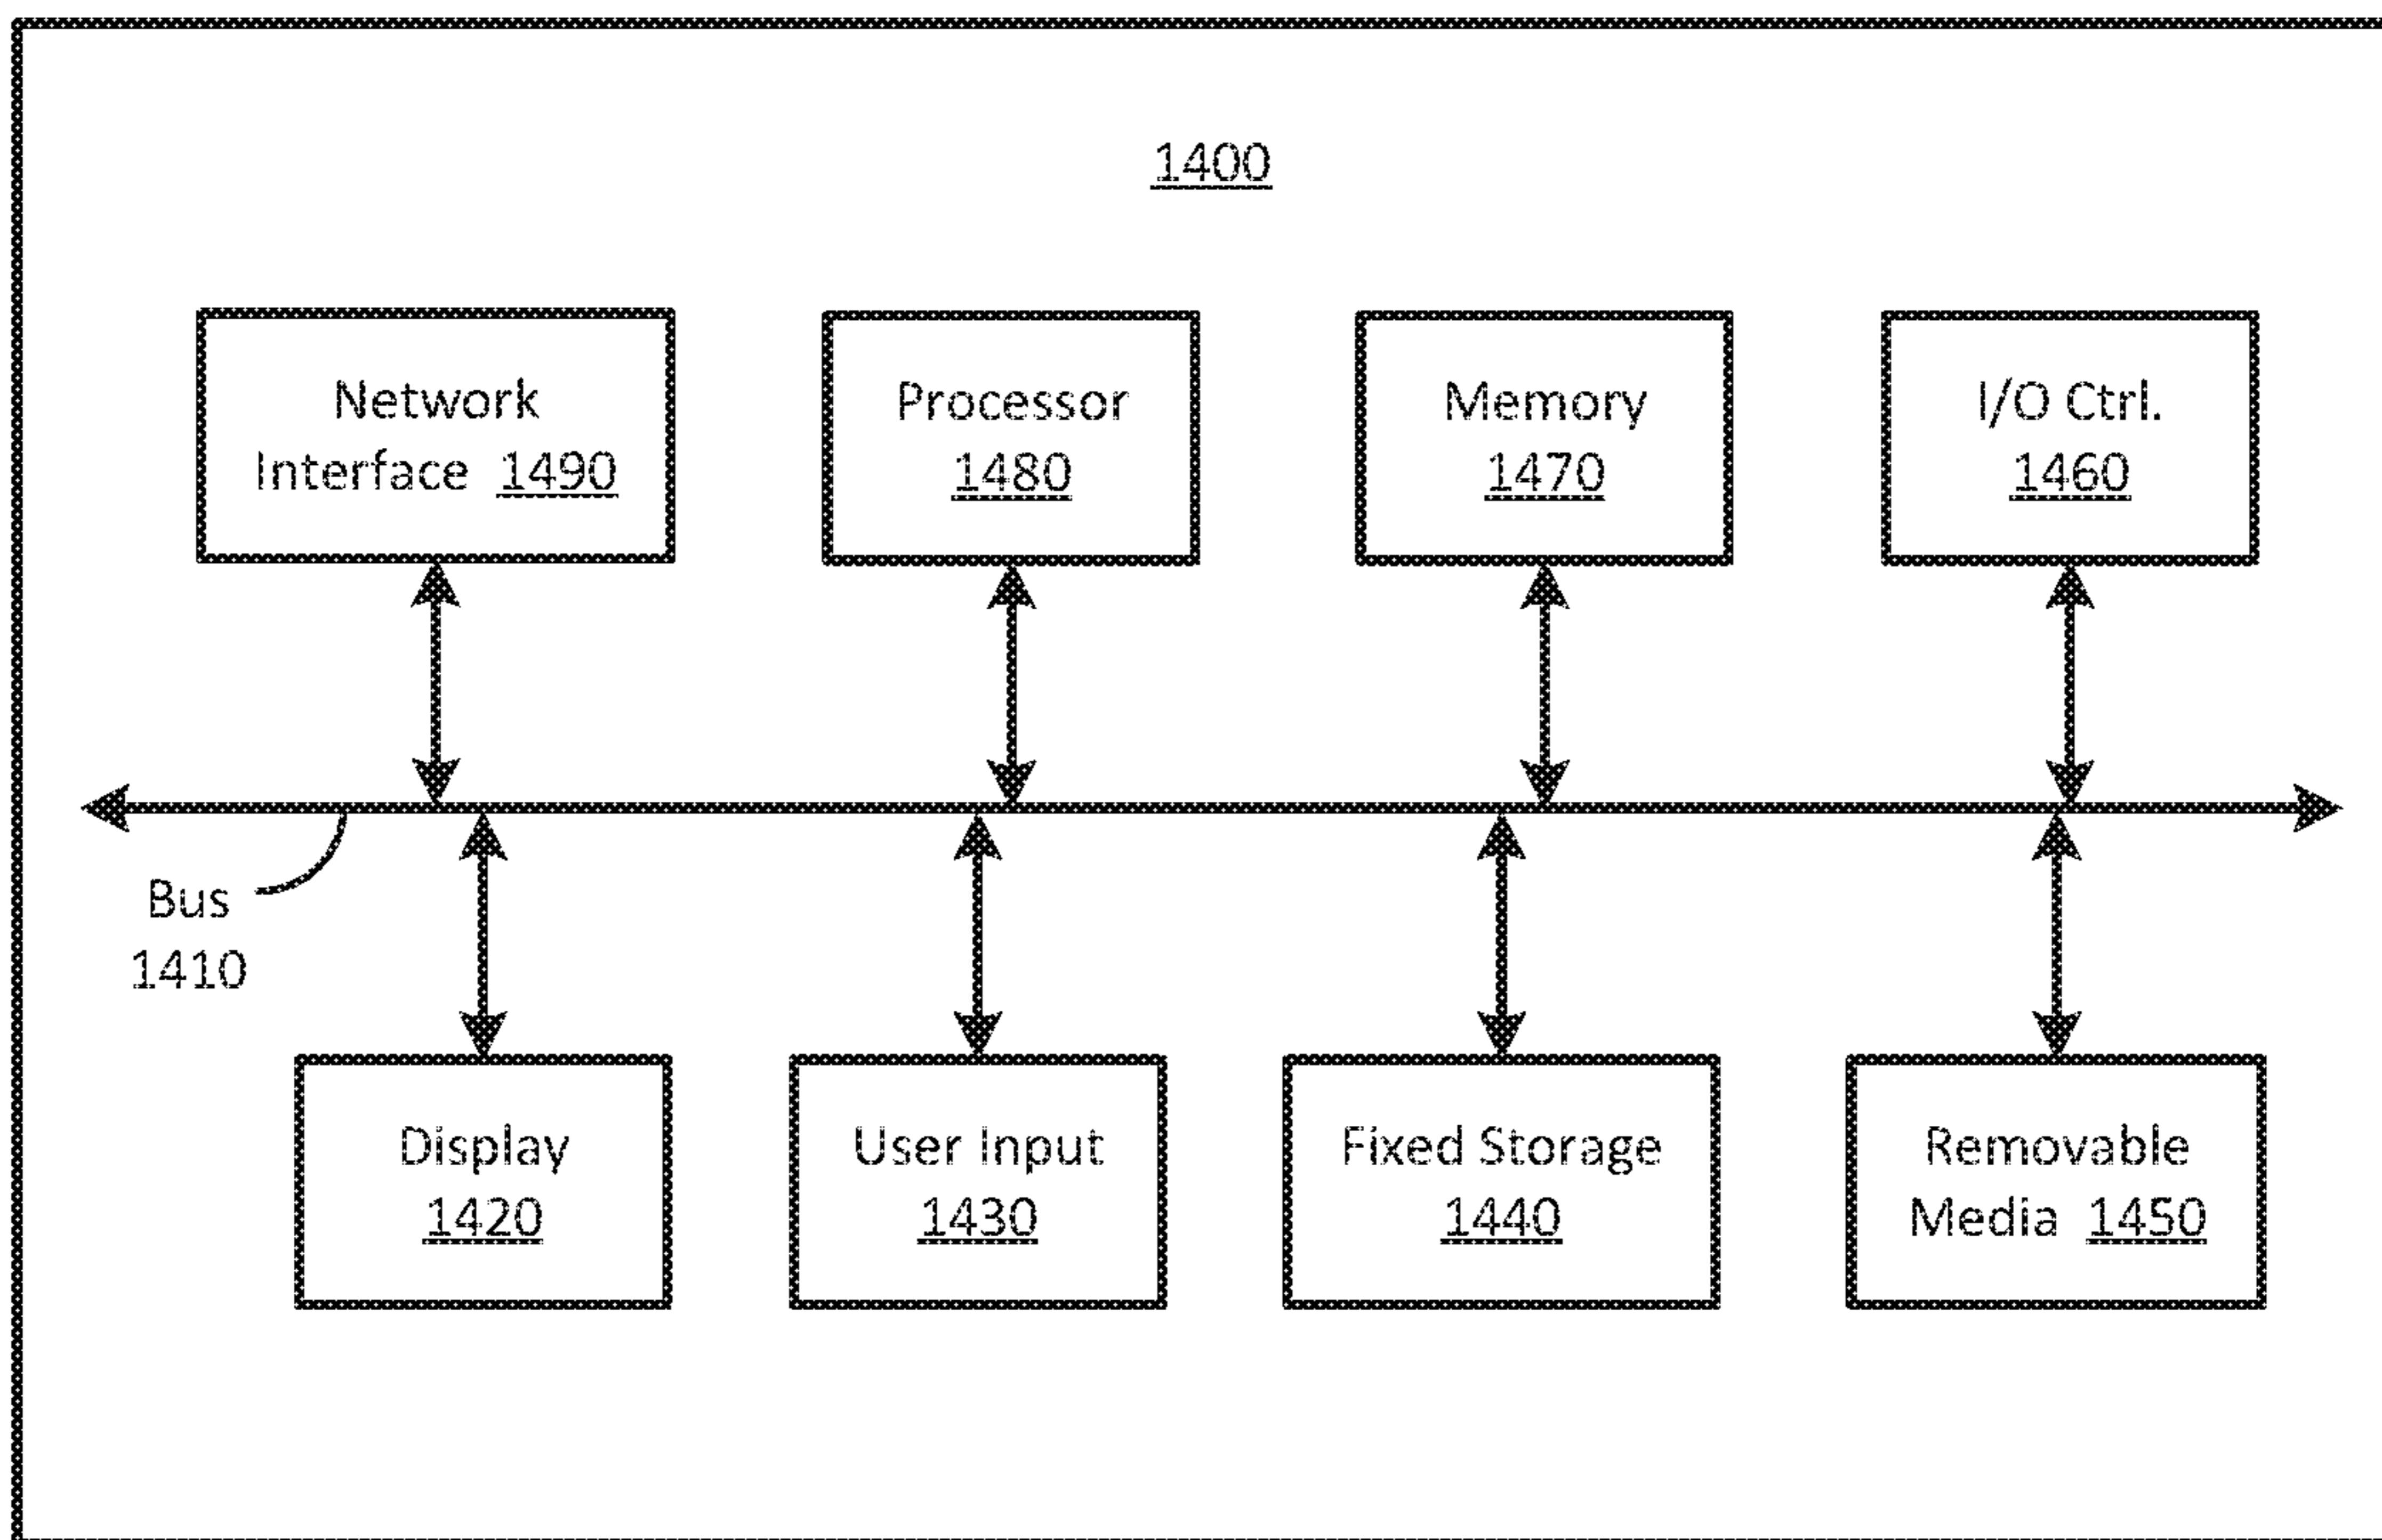 1400
Network
Interface 1490
Processor
1480
Memory
1470
I/O Ctrl.
1460
Bus
1410
Display
1420
User Input
1430
Fixed Storage
1440
Removable
Media 1450